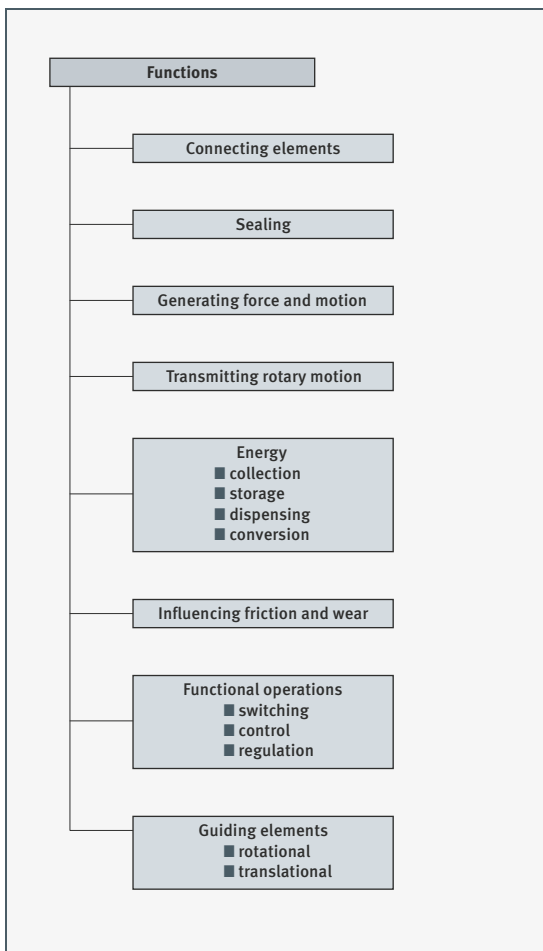 Functions
Connecting elements
Sealing
Generating force and motion
Transmitting rotary motion
Energy
■ collection
■ storage
■ dispensing
■ conversion
Influencing friction and wear
Functional operations
■ switching
■ control
■ regulation
Guiding elements
■ rotational
■ translational